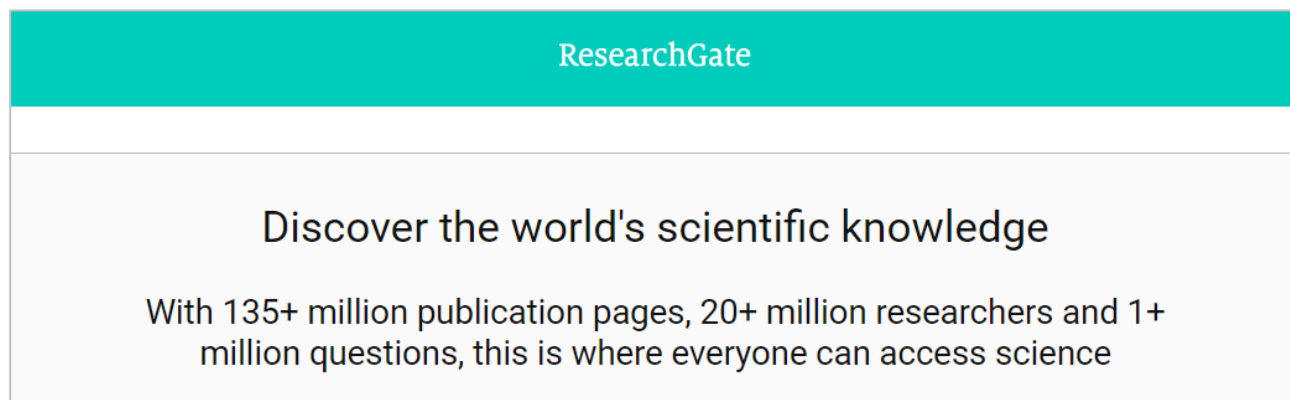 ResearchGate
Discover the world's scientific knowledge
With 135+ million publication pages, 20+ million researchers and 1+
million questions, this is where everyone can access science